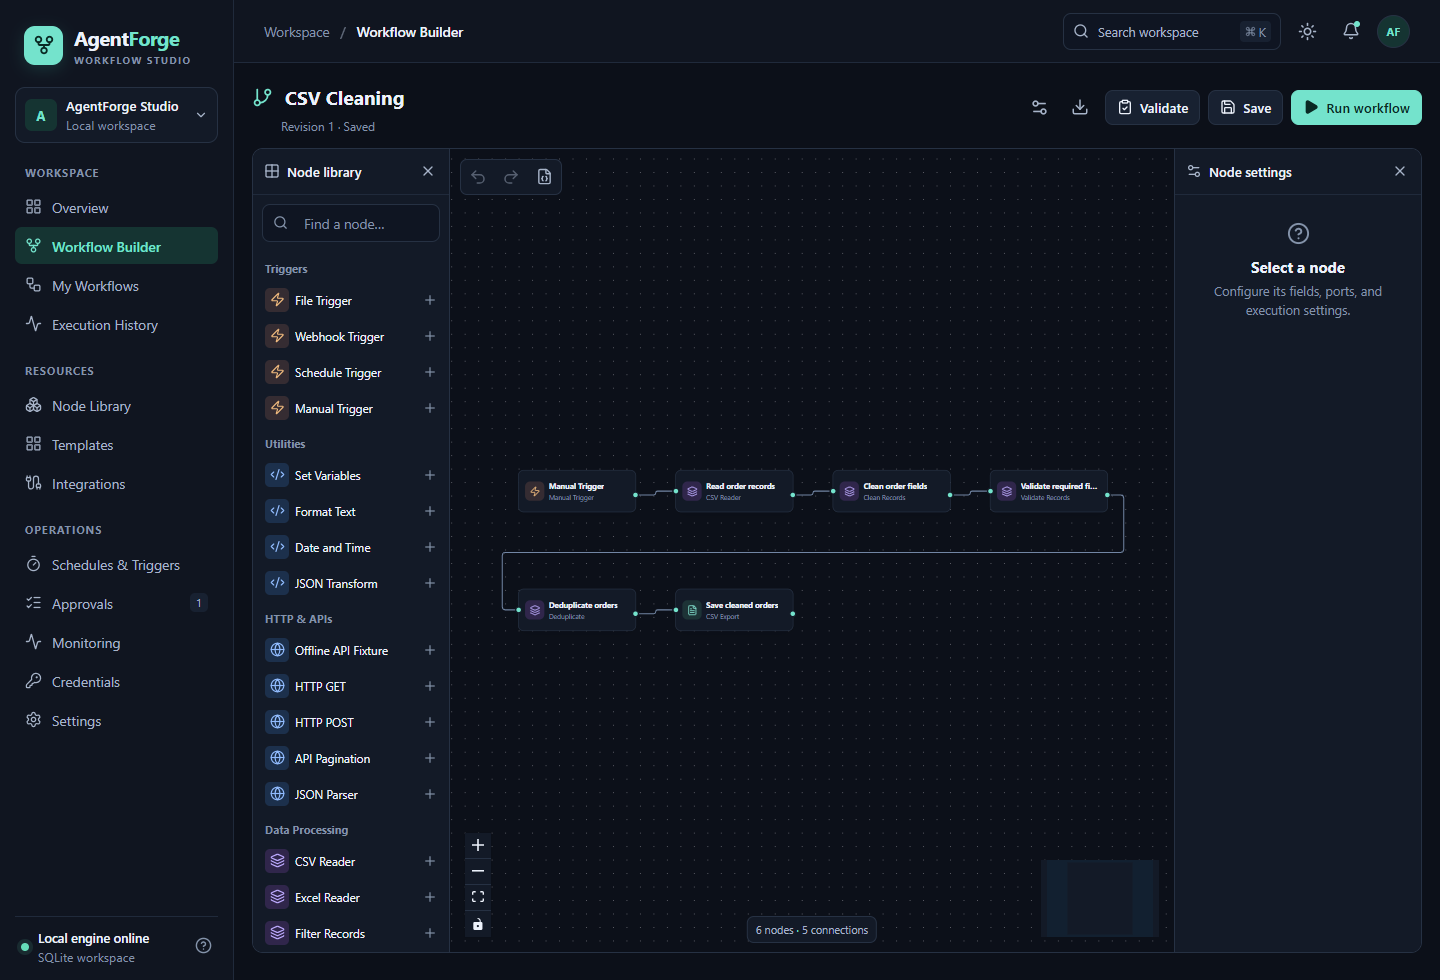 AgentForge
WORKFLOW STUDIO
A
AgentForge Studio
Local workspace
WORKSPACE
Overview
Workflow Builder
My Workflows
Execution History
RESOURCES
Node Library
Templates
Integrations
OPERATIONS
Schedules & Triggers
Approvals 1
Monitoring
Credentials
Settings
Local engine online
SQLite workspace
Workspace / Workflow Builder
Search workspace ⌘ K
AF
CSV Cleaning
Revision 1 · Saved
Validate
Save
Run workflow
Node library
Find a node...
Triggers
File Trigger
Webhook Trigger
Schedule Trigger
Manual Trigger
Utilities
Set Variables
Format Text
Date and Time
JSON Transform
HTTP & APIs
Offline API Fixture
HTTP GET
HTTP POST
API Pagination
JSON Parser
Data Processing
CSV Reader
Excel Reader
Filter Records
Manual Trigger
Manual Trigger
Read order records
CSV Reader
Clean order fields
Clean Records
Validate required fi...
Validate Records
Deduplicate orders
Deduplicate
Save cleaned orders
CSV Export
6 nodes · 5 connections
Node settings
Select a node
Configure its fields, ports, and
execution settings.